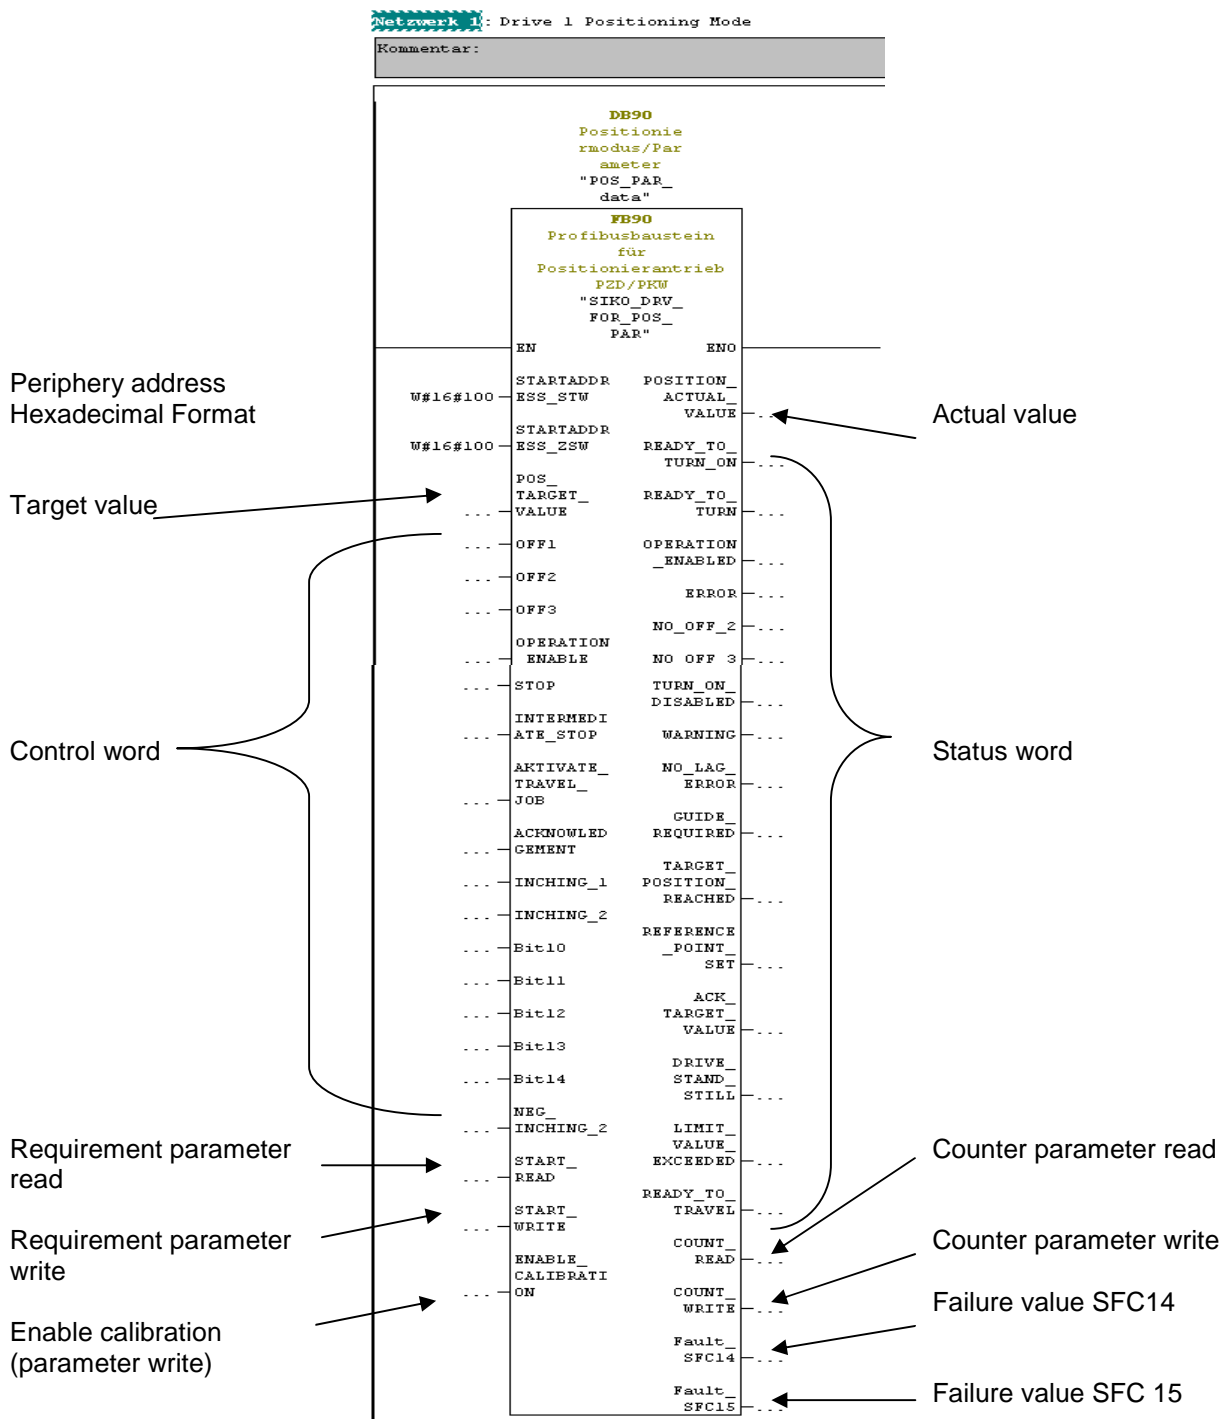 Netzwerk 1: Drive 1 Positioning Mode
Kommentar:
DB90
Positionie
rmodus/Par
ameter
"POS_PAR_
data"
FB90
Profibusbaustein
für
Positionierantrieb
PZD/PKW
"SIKO_DRV_
FOR_POS_
PAR"
EN
ENO
Periphery address
Hexadecimal Format
W#16#100
STARTADDR
ESS_STW
W#16#100
STARTADDR
ESS_ZSW
Target value
...
POS_
TARGET_
VALUE
Control word
... OFF1
... OFF2
... OFF3
...
OPERATION
_ENABLE
... STOP
...
INTERMEDI
ATE_STOP
...
AKTIVATE_
TRAVEL_
JOB
...
ACKNOWLED
GEMENT
... INCHING_1
... INCHING_2
... Bit10
... Bit11
... Bit12
... Bit13
... Bit14
...
NEG_
INCHING_2
Requirement parameter
read
...
START_
READ
Requirement parameter
write
...
START_
WRITE
Enable calibration
(parameter write)
...
ENABLE_
CALIBRATI
ON
POSITION_
ACTUAL_
VALUE ...
Actual value
READY_TO_
TURN_ON ...
READY_TO_
TURN ...
OPERATION
_ENABLED ...
ERROR ...
NO_OFF_2 ...
NO OFF 3 ...
TURN_ON_
DISABLED ...
WARNING ...
NO_LAG_
ERROR ...
GUIDE_
REQUIRED ...
TARGET_
POSITION_
REACHED ...
REFERENCE
_POINT_
SET ...
ACK_
TARGET_
VALUE ...
DRIVE_
STAND_
STILL ...
LIMIT_
VALUE_
EXCEEDED ...
READY_TO_
TRAVEL ...
Status word
COUNT_
READ ...
Counter parameter read
COUNT_
WRITE ...
Counter parameter write
Fault_
SFC14 ...
Failure value SFC14
Fault_
SFC15 ...
Failure value SFC 15